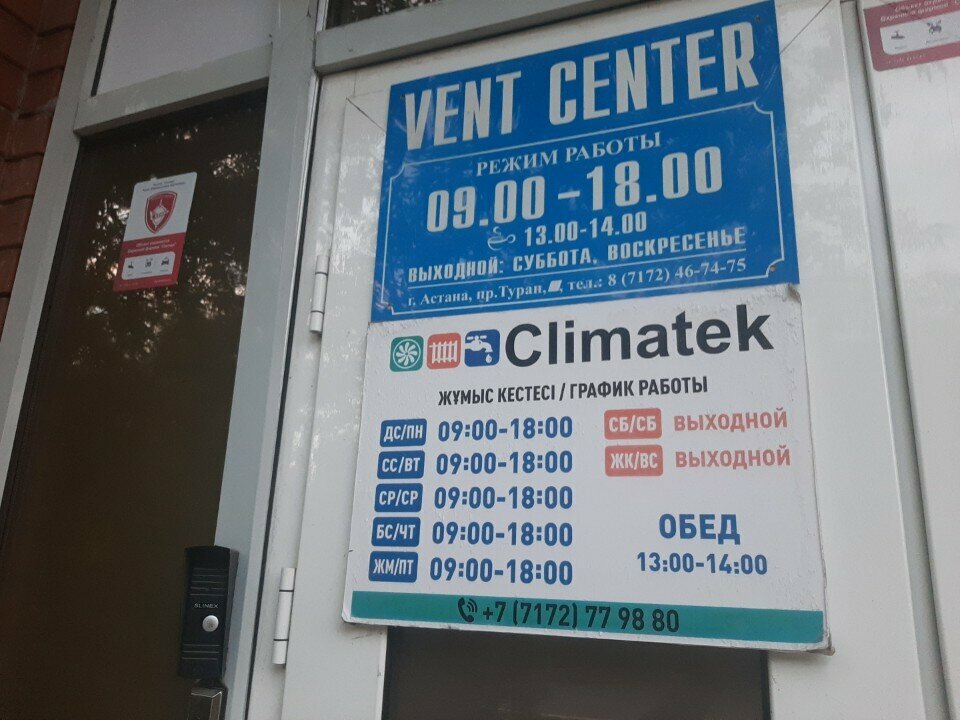 VENT CENTER
РЕЖИМ РАБОТЫ
09.00-18.00
13.00-14.00
ВЫХОДНОЙ: СУББОТА, ВОСКРЕСЕНЬЕ
г. Астана, пр.Туран, тел.: 8 (7172) 46-74-75
Climatek
ЖҰМЫС КЕСТЕСІ / ГРАФИК РАБОТЫ
ДС/ПН 09:00-18:00
СС/ВТ 09:00-18:00
СР/СР 09:00-18:00
БС/ЧТ 09:00-18:00
ЖМ/ПТ 09:00-18:00
СБ/СБ ВЫХОДНОЙ
ЖК/ВС ВЫХОДНОЙ
ОБЕД
13:00-14:00
+7 (7172) 77 98 80
SLINEX